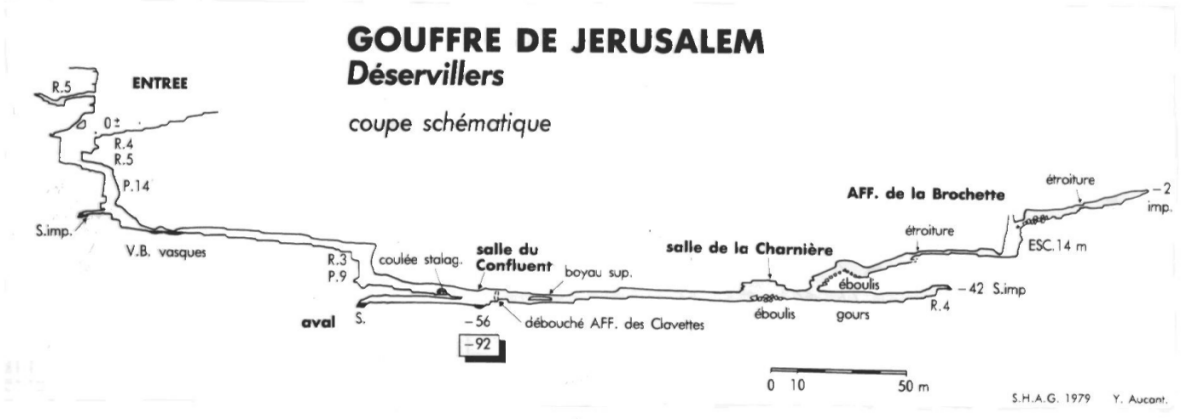 GOUFFRE DE JERUSALEM
Déservillers
coupe schématique
R.5
ENTREE
0±
R.4
R.5
P.14
S.imp.
V.B. vasques
R.3
P.9
coulée stalag.
salle du
Confluent
boyau sup.
salle de la Charnière
AFF. de la Brochette
étroiture
-2
imp.
étroiture
ESC.14 m
éboulis
-42 S.imp
R.4
gours
éboulis
aval
S.
-56
débouché AFF. des Clavettes
-92
0 10 50 m
S.H.A.G. 1979 Y. Aucant.